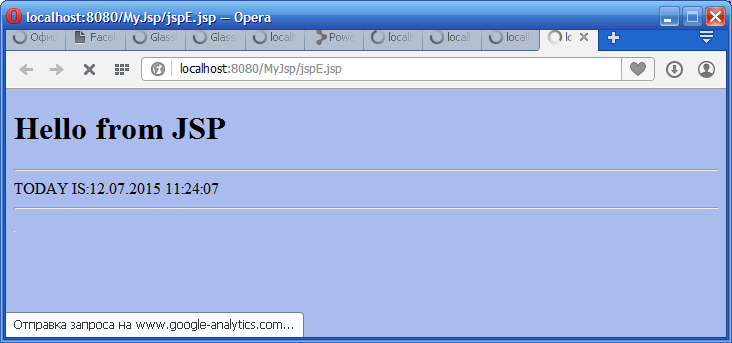 localhost:8080/MyJsp/jspE.jsp — Opera
Офиц
Facel
Glass
Glass
locall
Powe
locall
locall
locall
lo
localhost:8080/MyJsp/jspE.jsp
Hello from JSP
TODAY IS:12.07.2015 11:24:07
Отправка запроса на www.google-analytics.com...